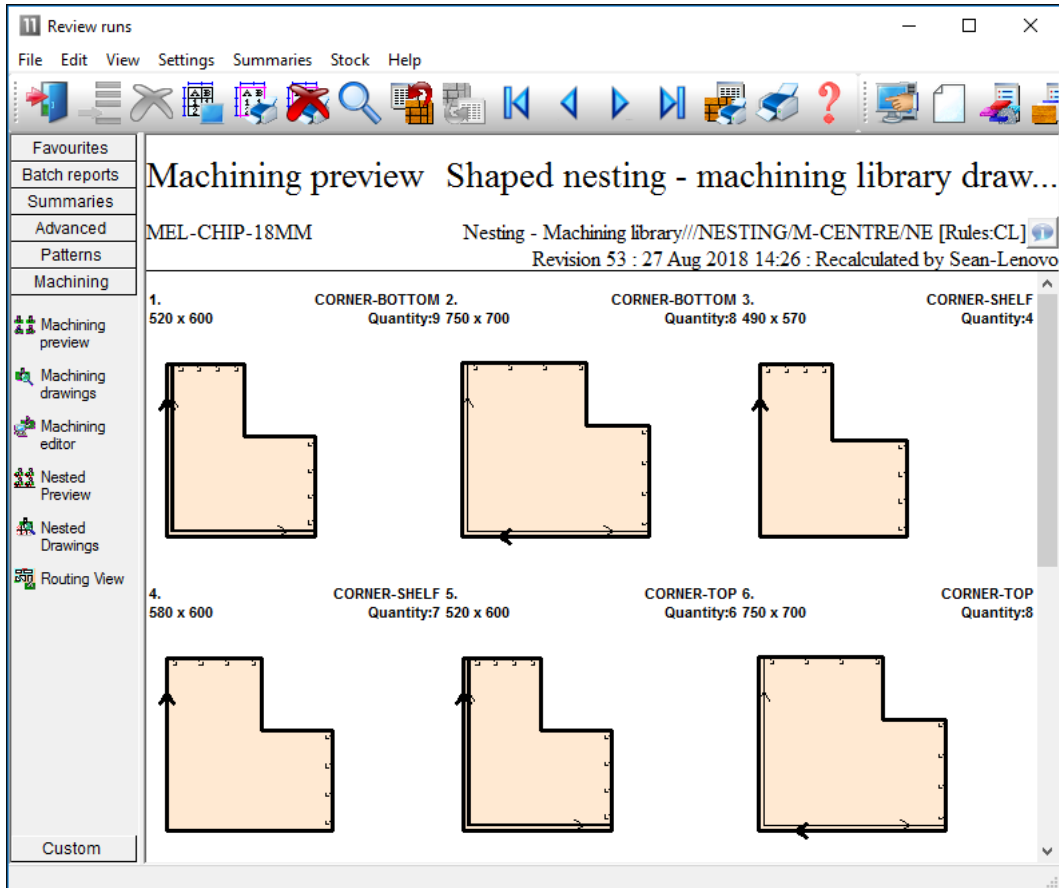 Review runs
File Edit View Settings Summaries Stock Help
Favourites
Batch reports
Summaries
Advanced
Patterns
Machining
Machining
preview
Machining
drawings
Machining
editor
Nested
Preview
Nested
Drawings
Routing View
Custom
Machining preview Shaped nesting - machining library draw...
MEL-CHIP-18MM Nesting - Machining library///NESTING/M-CENTRE/NE [Rules:CL]
Revision 53 : 27 Aug 2018 14:26 : Recalculated by Sean-Lenovo
1. CORNER-BOTTOM 2. CORNER-BOTTOM 3. CORNER-SHELF
520 x 600 Quantity:9 750 x 700 Quantity:8 490 x 570 Quantity:4
4. CORNER-SHELF 5. CORNER-TOP 6. CORNER-TOP
580 x 600 Quantity:7 520 x 600 Quantity:6 750 x 700 Quantity:8